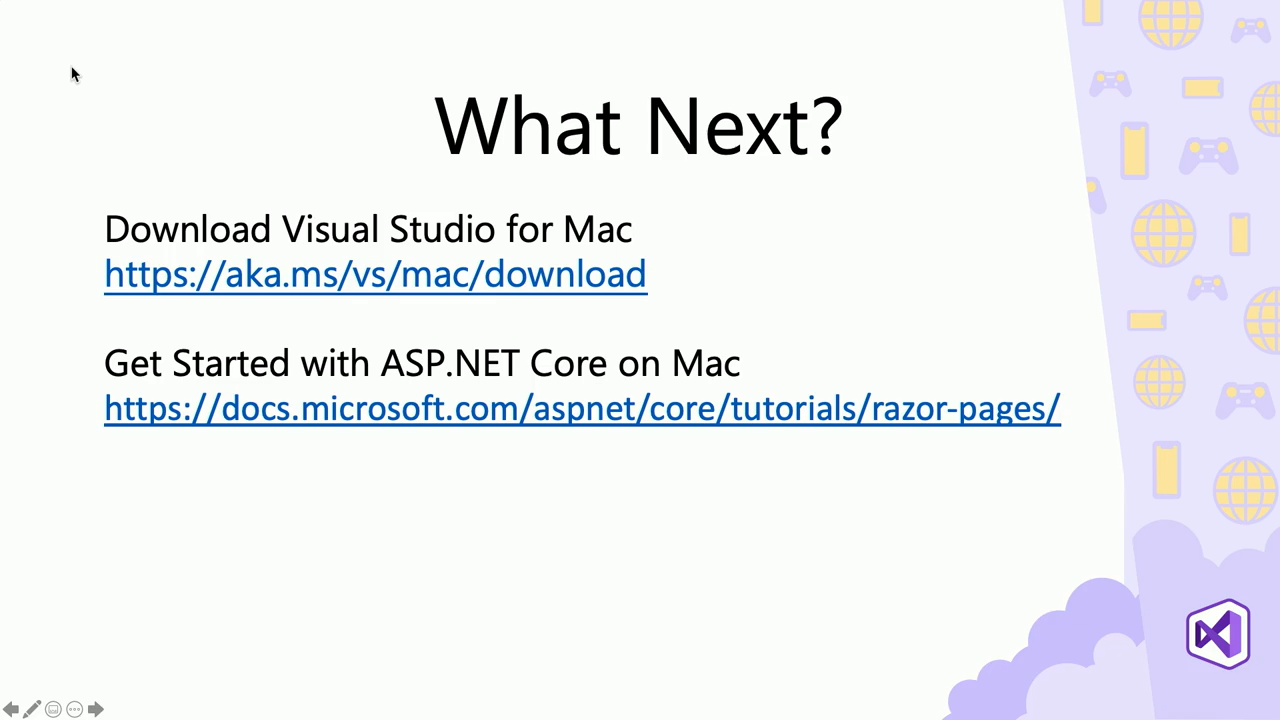 What Next?
Download Visual Studio for Mac
https://aka.ms/vs/mac/download
Get Started with ASP.NET Core on Mac
https://docs.microsoft.com/aspnet/core/tutorials/razor-pages/